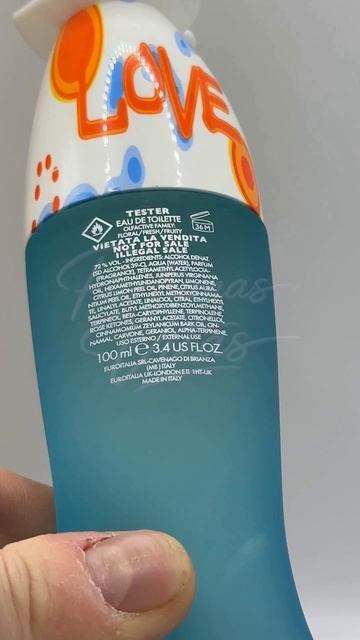 LOVE
TESTER
EAU DE TOILETTE
OLFACTIVE FAMILY:
FLORAL/FRESH/FRUITY
36 M
VIETATA LA VENDITA
NOT FOR SALE
ILLEGAL SALE
72 % VOL - INGREDIENTS: ALCOHOL DENAT.
(SD ALCOHOL 39-C), AQUA (WATER), PARFUM
(FRAGRANCE), TETRAMETHYL ACETYLOCTA-
HYDRONAPHTHALENES, JUNIPERUS VIRGINIANA
OIL, HEXAMETHYLINDANOPYRAN, LIMONENE,
CITRUS LIMON PEEL OIL, PINENE, CITRUS AURA-
NTIUM PEEL OIL, ETHYLHEXYL METHOXYCINNAMA-
TE, LINALYL ACETATE, LINALOOL, CITRAL, ETHYLHEXYL
SALICYLATE, BUTYL METHOXYDIBENZOYLMETHANE,
TERPINEOL, BETA-CARYOPHYLLENE, TERPINOLENE,
ROSE KETONES, GERANYL ACETATE, CITRONELLOL,
CINNAMOMUM ZEYLANICUM BARK OIL, CIN-
NAMAL, CARVONE, GERANIOL, ALPHA-TERPINENE.
USO ESTERNO / EXTERNAL USE
100 ml ℮ 3.4 US FL.OZ.
EUROITALIA SRL-CAVENAGO DI BRIANZA
(MB) ITALY
EUROITALIA UK-LONDON E11 1HT-UK
MADE IN ITALY